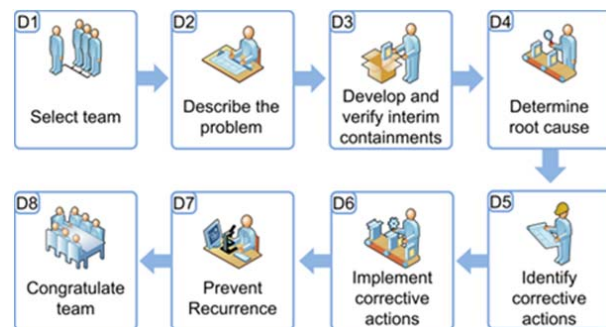 D1
Select team
D2
Describe the
problem
D3
Develop and
verify interim
containments
D4
Determine
root cause
D5
Identify
corrective
actions
D6
Implement
corrective
actions
D7
Prevent
Recurrence
D8
Congratulate
team